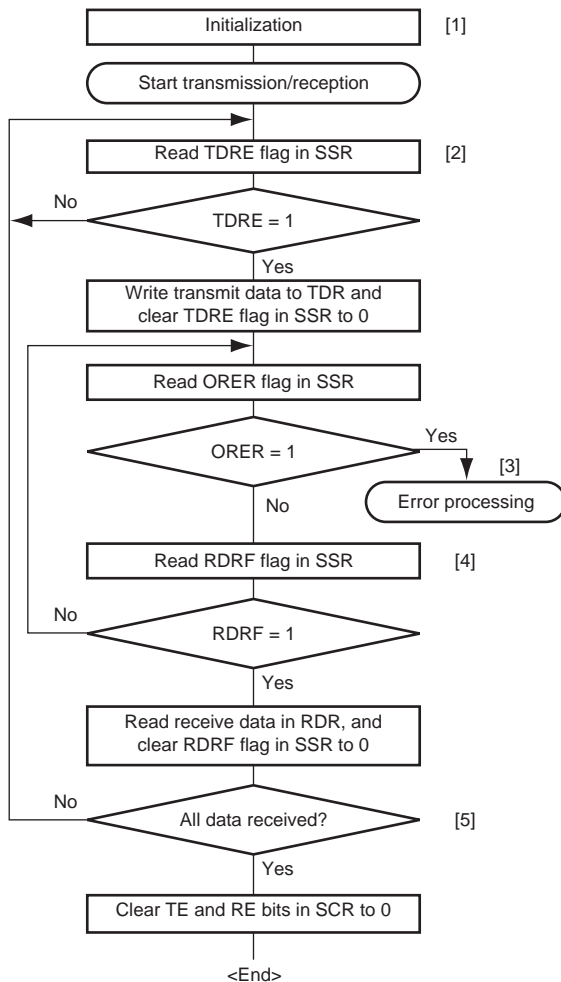 Initialization [1]
Start transmission/reception
Read TDRE flag in SSR [2]
No
TDRE = 1
Yes
Write transmit data to TDR and
clear TDRE flag in SSR to 0
Read ORER flag in SSR
Yes
ORER = 1
[3]
Error processing
No
Read RDRF flag in SSR [4]
No
RDRF = 1
Yes
Read receive data in RDR, and
clear RDRF flag in SSR to 0
No
All data received? [5]
Yes
Clear TE and RE bits in SCR to 0
<End>